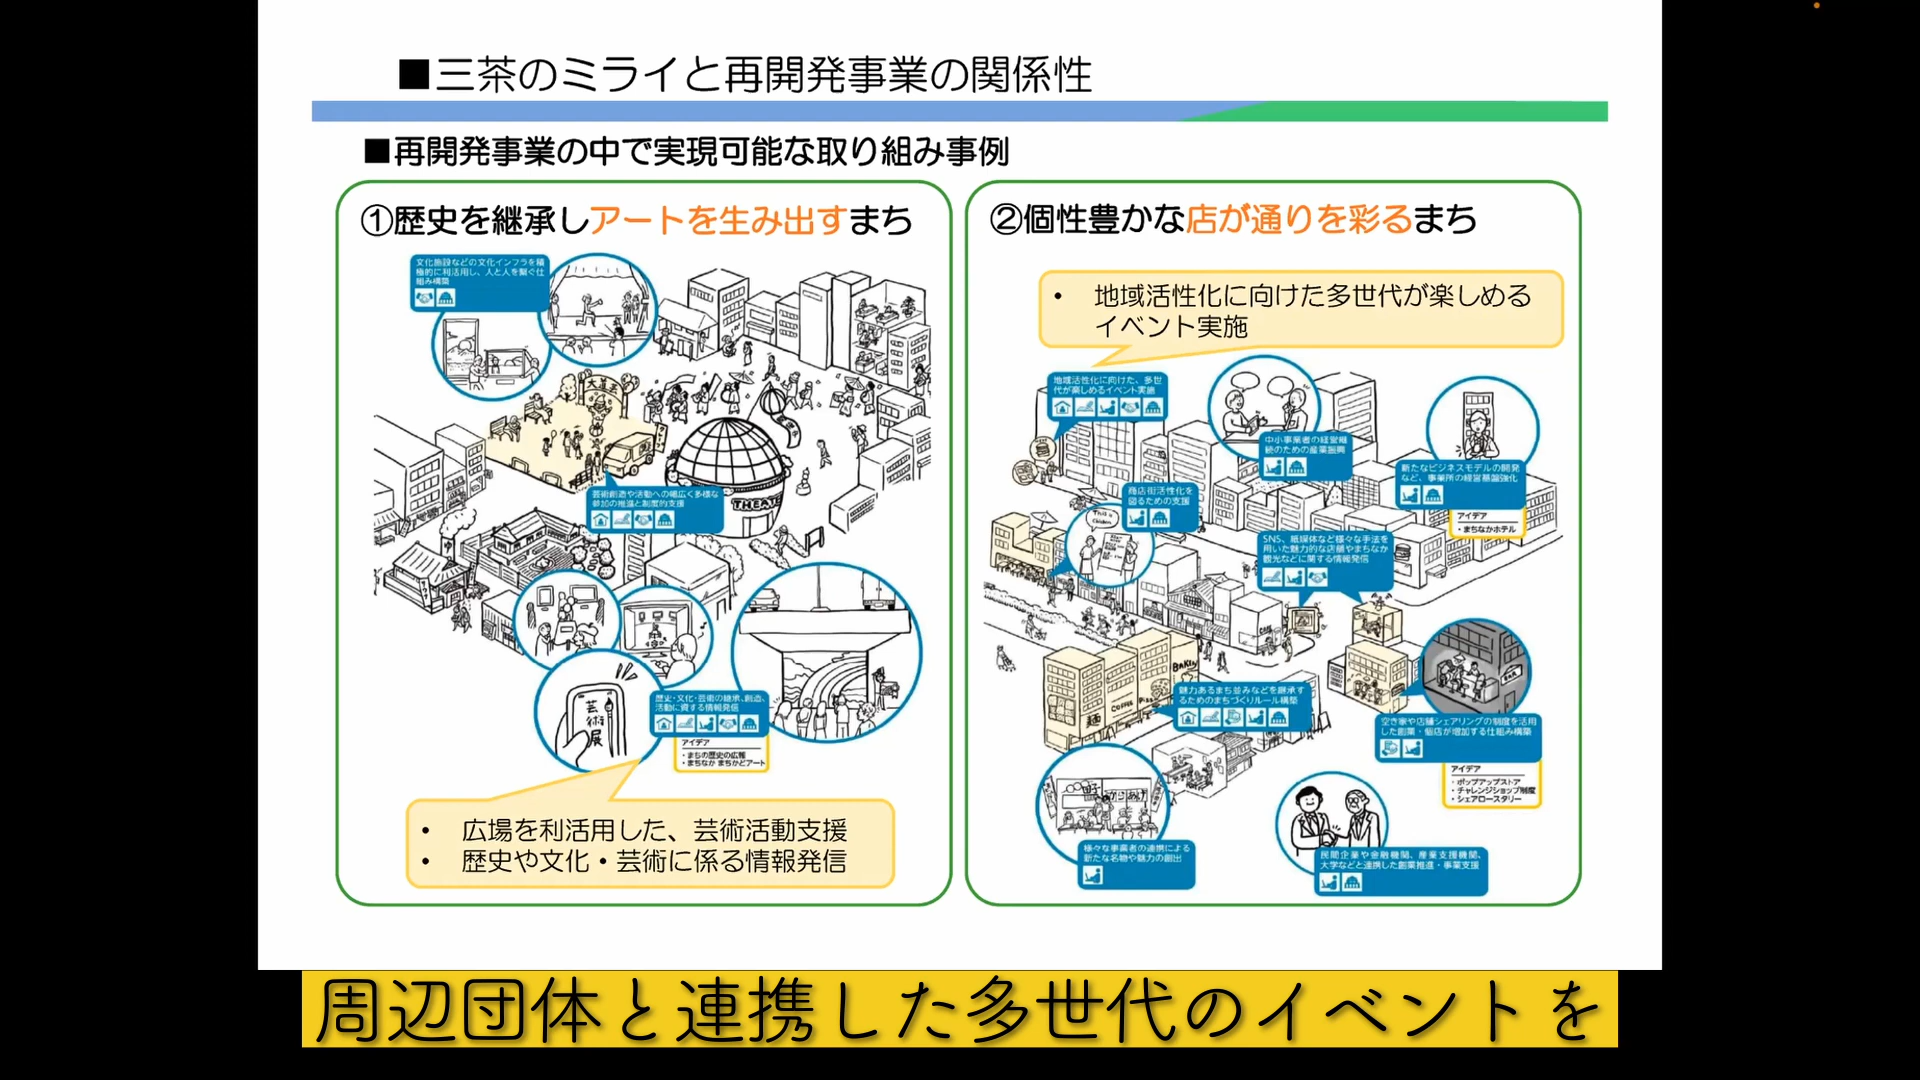 ■三茶のミライと再開発事業の関係性
■再開発事業の中で実現可能な取り組み事例
①歴史を継承しアートを生み出すまち
文化施設などの文化インフラを積
極的に利活用し、人と人を繋ぐ仕
組み構築
大道芸
芸術創造や活動への幅広く多様な
参加の推進と制度的支援
THEATE
芸術展
歴史・文化・芸術の継承、創造、
活動に資する情報発信
アイデア
・まちの歴史の広報
・まちなか まちかどアート
• 広場を利活用した、芸術活動支援
• 歴史や文化・芸術に係る情報発信
②個性豊かな店が通りを彩るまち
• 地域活性化に向けた多世代が楽しめる
イベント実施
地域活性化に向けた、多世
代が楽しめるイベント実施
中小事業者の経営継
続のための産業振興
新たなビジネスモデルの開発
など、事業所の経営基盤強化
アイデア
・まちなかホテル
商店街活性化を
図るための支援
This is
chicken
SNS、紙媒体など様々な手法を
用いた魅力的な店舗やまちなか
観光などに関する情報発信
CAFE
BAKERY
COFFEE
麺
魅力あるまち並みなどを継承す
るためのまちづくりルール構築
BAR
空き家や店舗シェアリングの制度を活用
した創業・個店が増加する仕組み構築
アイデア
・ポップアップストア
・チャレンジショップ制度
・シェアロースタリー
からあげ
様々な事業者の連携による
新たな名物や魅力の創出
民間企業や金融機関、産業支援機関、
大学などと連携した創業推進・事業支援
周辺団体と連携した多世代のイベントを